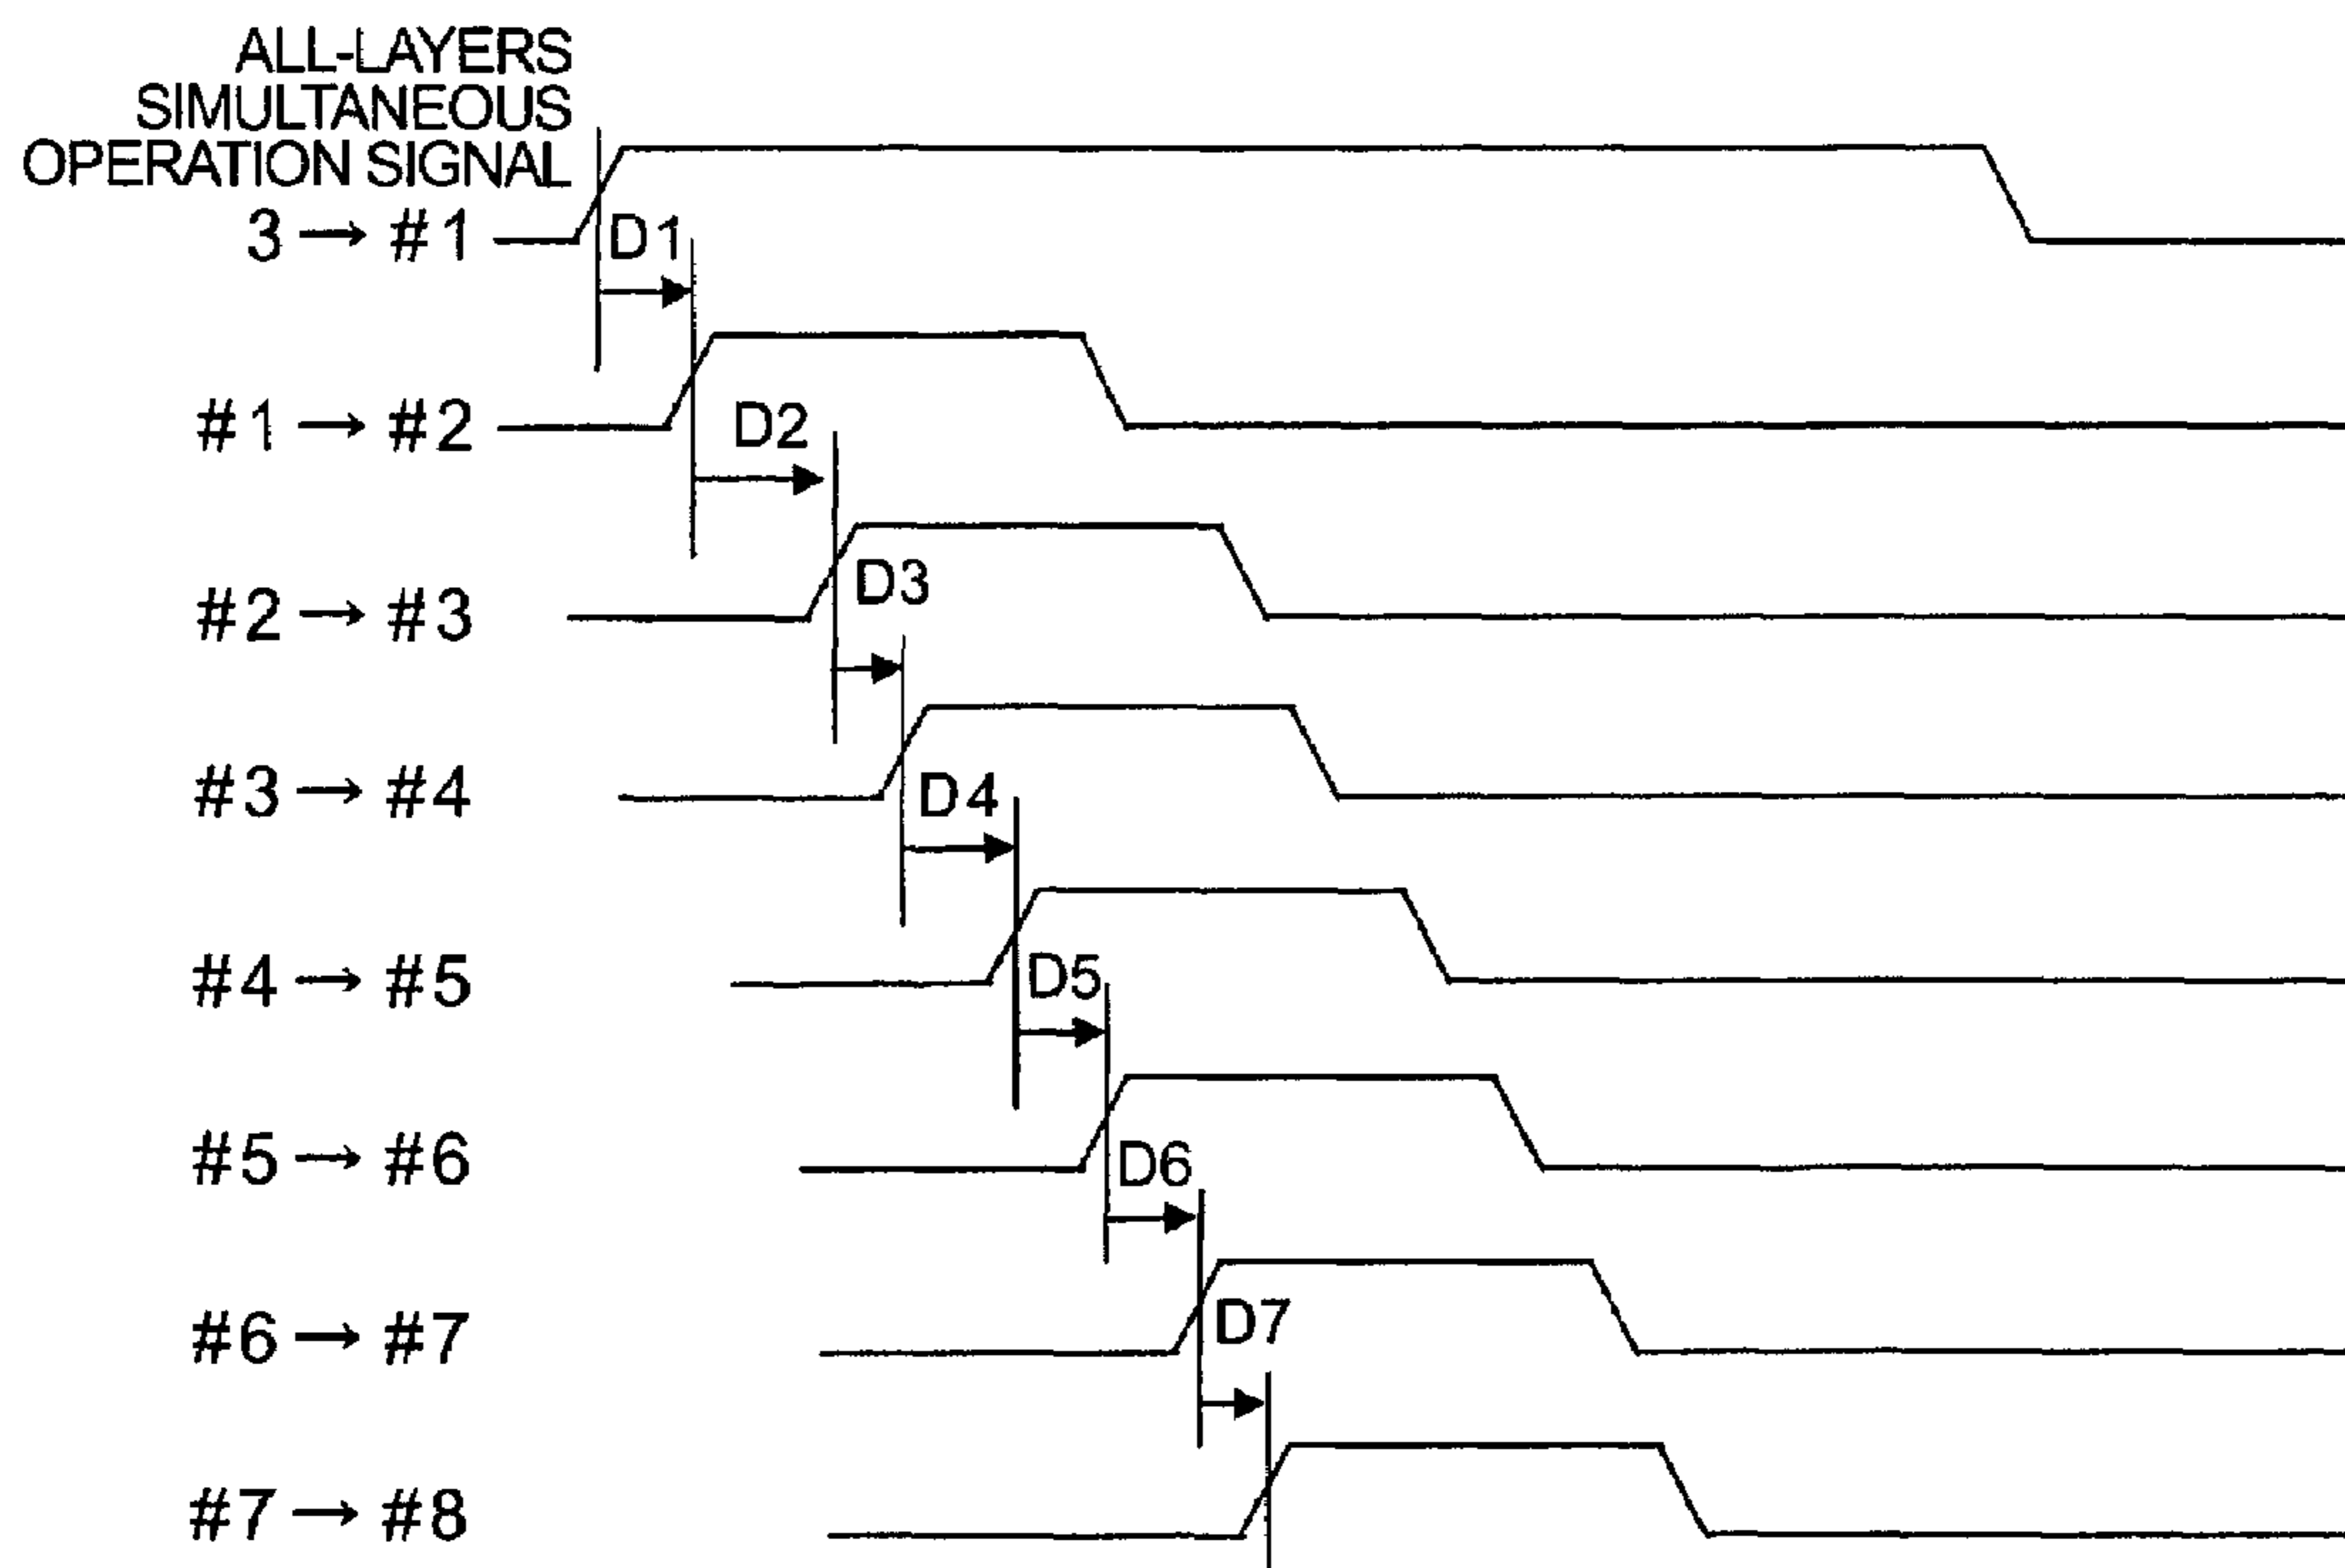 ALL-LAYERS
SIMULTANEOUS
OPERATION SIGNAL
3 → #1
D1
#1 → #2
D2
#2 → #3
D3
#3 → #4
D4
#4 → #5
D5
#5 → #6
D6
#6 → #7
D7
#7 → #8